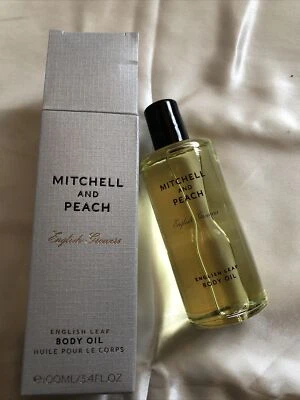 MITCHELL
AND
PEACH
English-Growers
ENGLISH LEAF
BODY OIL
HUILE POUR LE CORPS
e100ML/3.4FL.OZ
MITCHELL
AND
PEACH
English-Growers
ENGLISH LEAF
BODY OIL